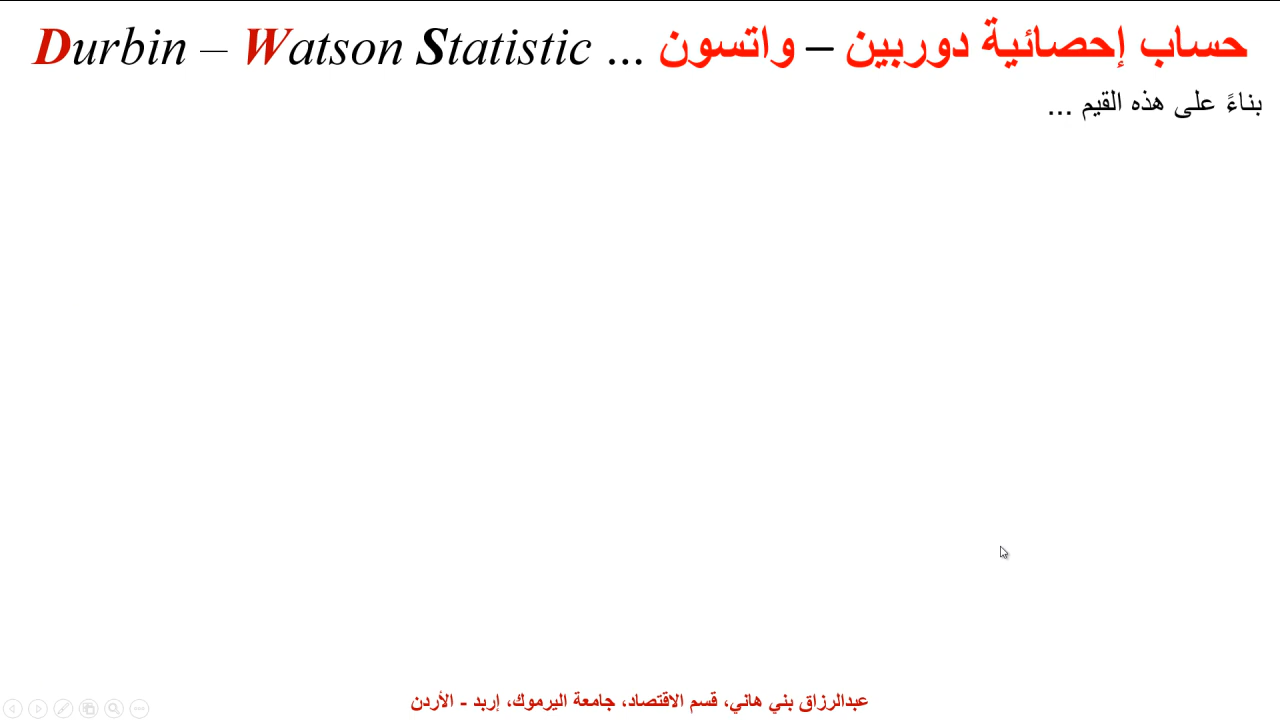 حساب إحصائية دوربين – واتسون ... Durbin – Watson Statistic
بناءً على هذه القيم ...
عبدالرزاق بني هاني، قسم الاقتصاد، جامعة اليرموك، إربد - الأردن